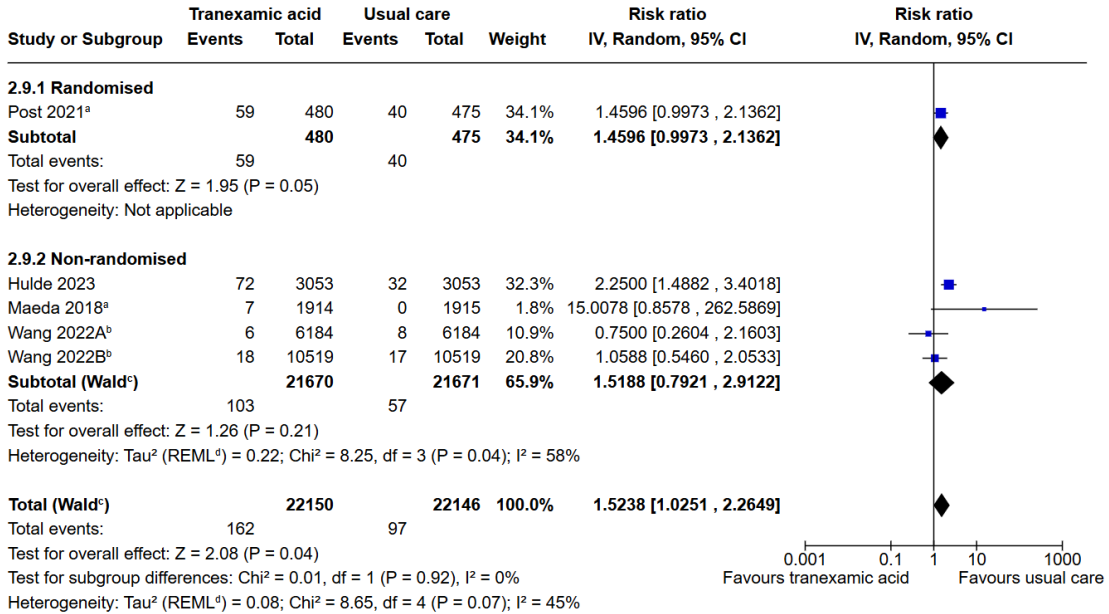 Tranexamic acid Usual care Risk ratio Risk ratio
Study or Subgroup Events Total Events Total Weight IV, Random, 95% CI IV, Random, 95% CI
2.9.1 Randomised
Post 2021ᵃ 59 480 40 475 34.1% 1.4596 [0.9973 , 2.1362]
Subtotal 480 475 34.1% 1.4596 [0.9973 , 2.1362]
Total events: 59 40
Test for overall effect: Z = 1.95 (P = 0.05)
Heterogeneity: Not applicable
2.9.2 Non-randomised
Hulde 2023 72 3053 32 3053 32.3% 2.2500 [1.4882 , 3.4018]
Maeda 2018ᵃ 7 1914 0 1915 1.8% 15.0078 [0.8578 , 262.5869]
Wang 2022Aᵇ 6 6184 8 6184 10.9% 0.7500 [0.2604 , 2.1603]
Wang 2022Bᵇ 18 10519 17 10519 20.8% 1.0588 [0.5460 , 2.0533]
Subtotal (Waldᶜ) 21670 21671 65.9% 1.5188 [0.7921 , 2.9122]
Total events: 103 57
Test for overall effect: Z = 1.26 (P = 0.21)
Heterogeneity: Tau² (REMLᵈ) = 0.22; Chi² = 8.25, df = 3 (P = 0.04); I² = 58%
Total (Waldᶜ) 22150 22146 100.0% 1.5238 [1.0251 , 2.2649]
Total events: 162 97
Test for overall effect: Z = 2.08 (P = 0.04) 0.001 0.1 1 10 1000
Test for subgroup differences: Chi² = 0.01, df = 1 (P = 0.92), I² = 0% Favours tranexamic acid Favours usual care
Heterogeneity: Tau² (REMLᵈ) = 0.08; Chi² = 8.65, df = 4 (P = 0.07); I² = 45%